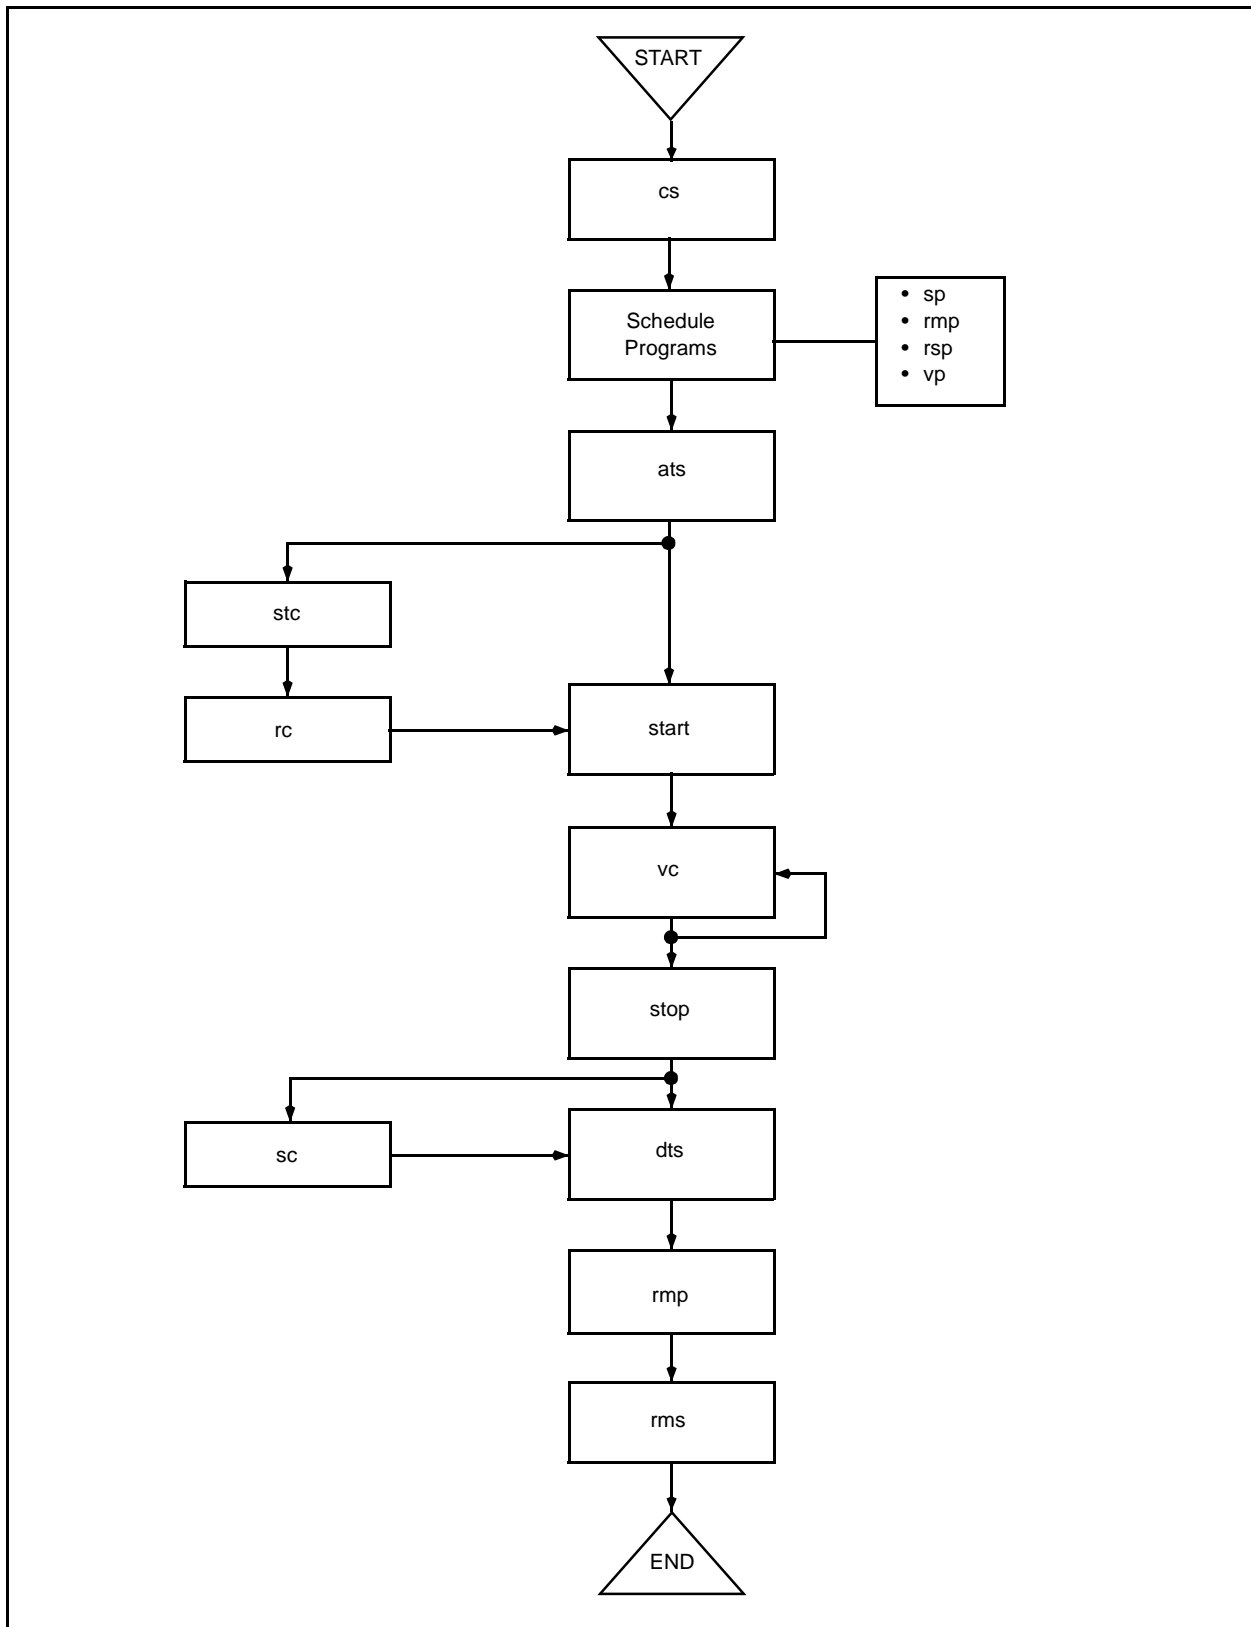 START
cs
Schedule
Programs
• sp
• rmp
• rsp
• vp
ats
stc
rc
start
vc
stop
sc
dts
rmp
rms
END